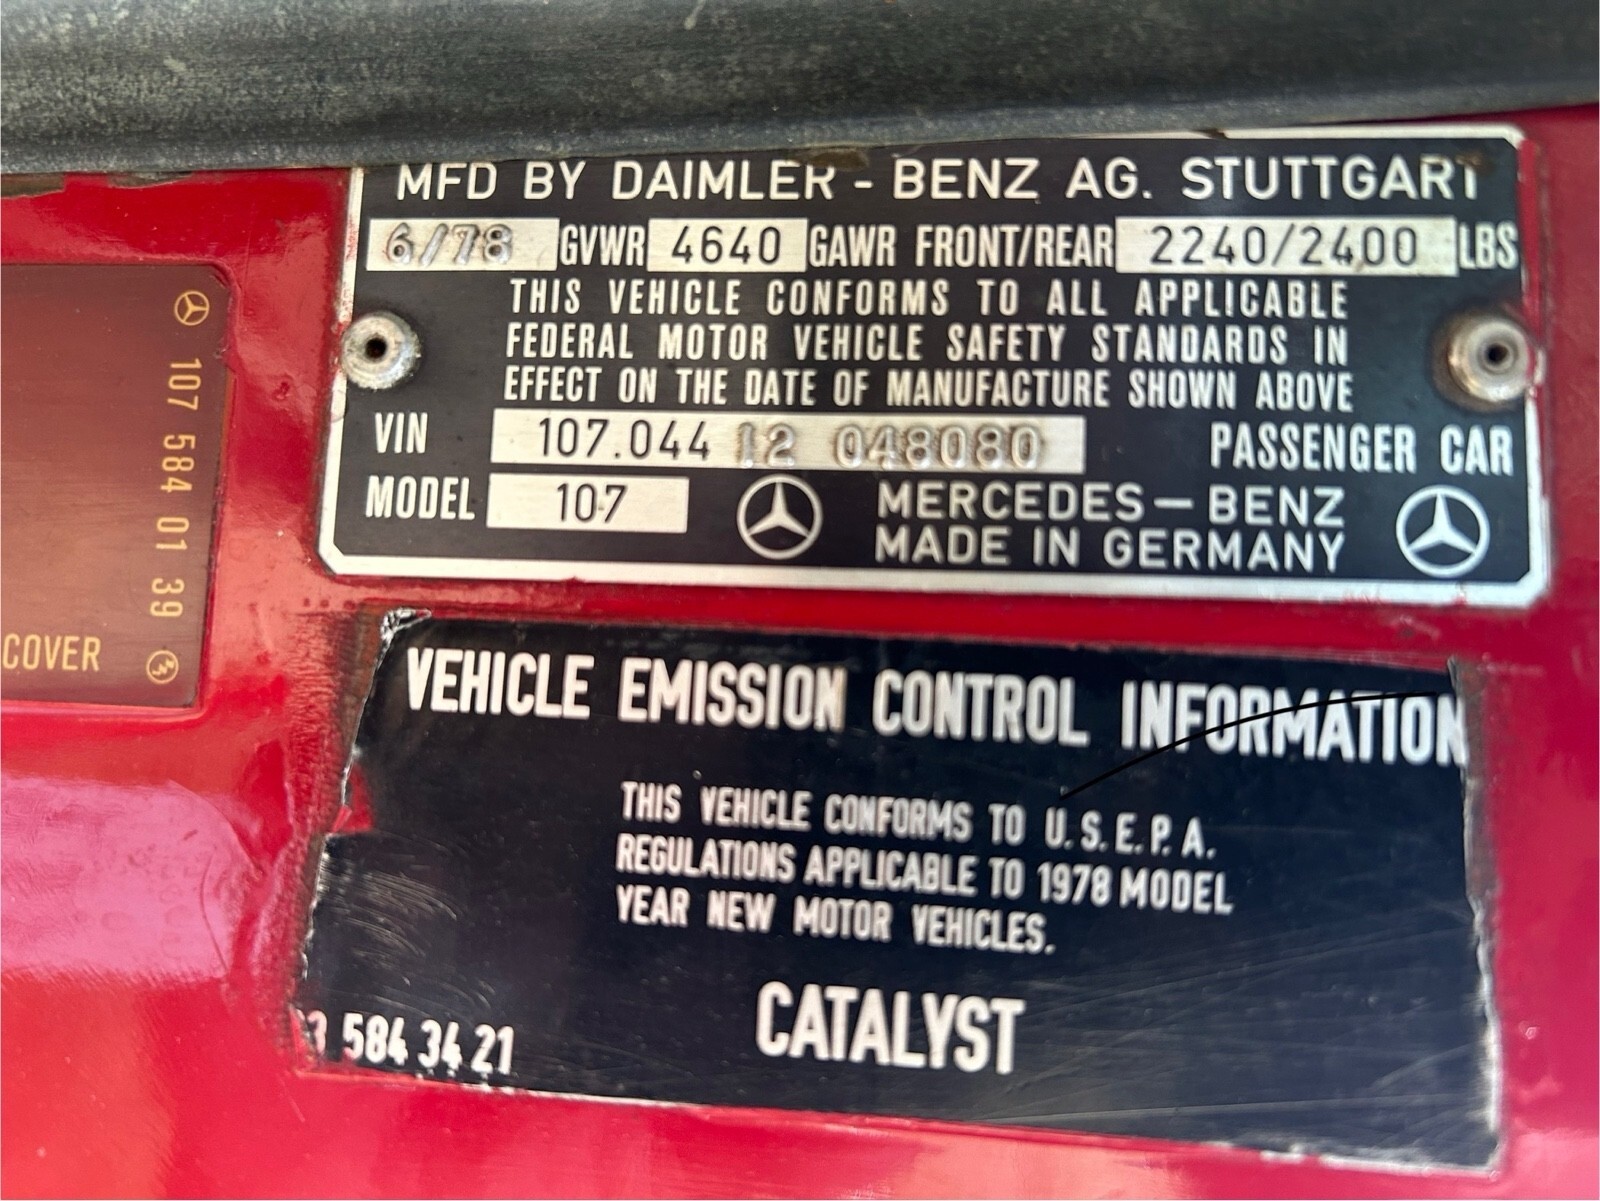 MFD BY DAIMLER - BENZ AG. STUTTGART
6/78 GVWR 4640 GAWR FRONT/REAR 2240/2400 LBS
THIS VEHICLE CONFORMS TO ALL APPLICABLE
FEDERAL MOTOR VEHICLE SAFETY STANDARDS IN
EFFECT ON THE DATE OF MANUFACTURE SHOWN ABOVE
VIN 107.044 12 048080 PASSENGER CAR
MODEL 107 MERCEDES - BENZ
MADE IN GERMANY
107 584 01 39
COVER
VEHICLE EMISSION CONTROL INFORMATION
THIS VEHICLE CONFORMS TO U.S.E.P.A.
REGULATIONS APPLICABLE TO 1978 MODEL
YEAR NEW MOTOR VEHICLES.
CATALYST
3 584 34 21